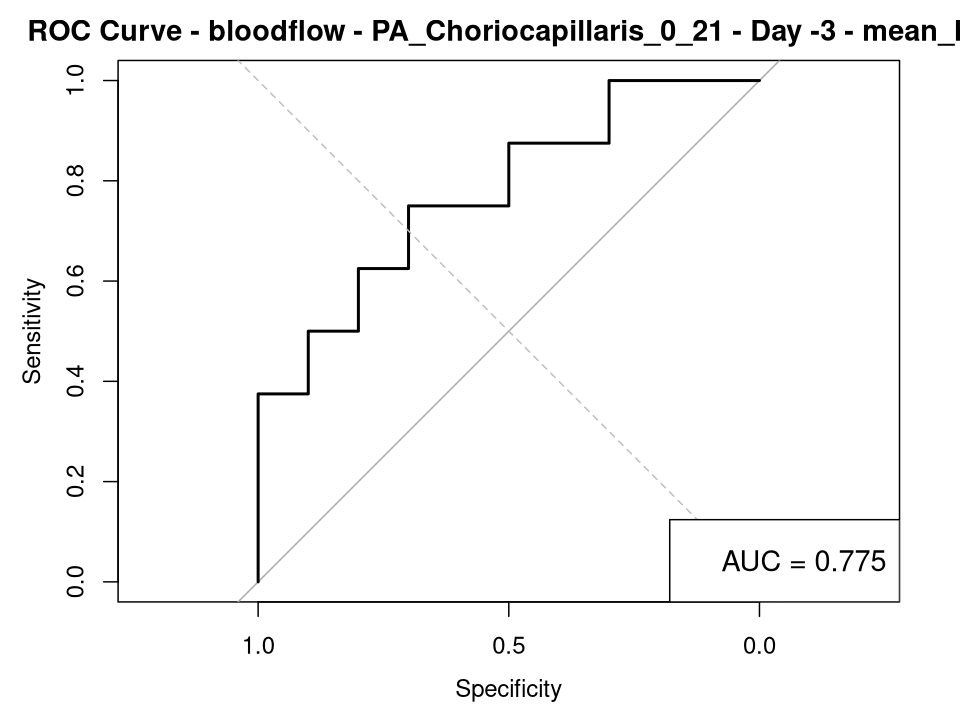 ROC Curve - bloodflow - PA_Choriocapillaris_0_21 - Day -3 - mean_
1.0
0.8
0.6
0.4
0.2
0.0
Sensitivity
AUC = 0.775
1.0 0.5 0.0
Specificity